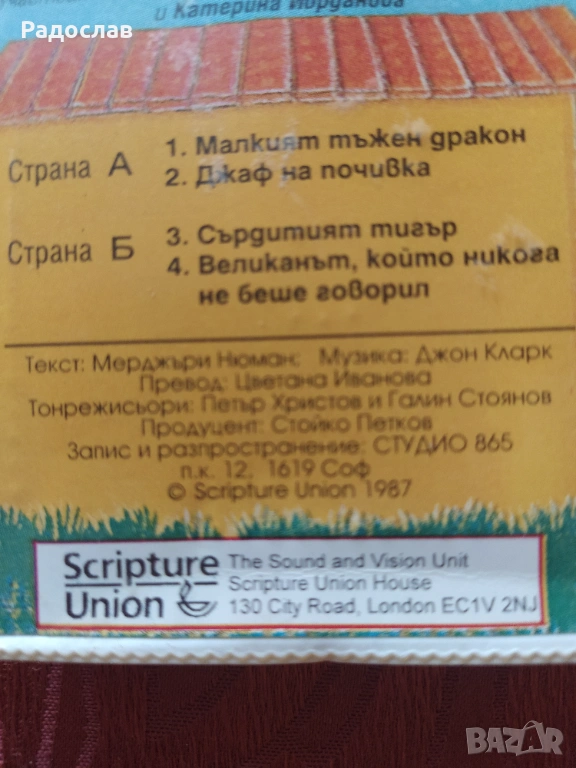 Радослав
и Катерина Йорданова
Страна А
1. Малкият тъжен дракон
2. Джаф на почивка
Страна Б
3. Сърдитият тигър
4. Великанът, който никога
не беше говорил
Текст: Мерджъри Нюман; Музика: Джон Кларк
Превод: Цветана Иванова
Тонрежисьори: Петър Христов и Галин Стоянов
Продуцент: Стойко Петков
Запис и разпространение: СТУДИО 865
п.к. 12, 1619 Соф
© Scripture Union 1987
Scripture
Union
The Sound and Vision Unit
Scripture Union House
130 City Road, London EC1V 2NJ
BAZAR